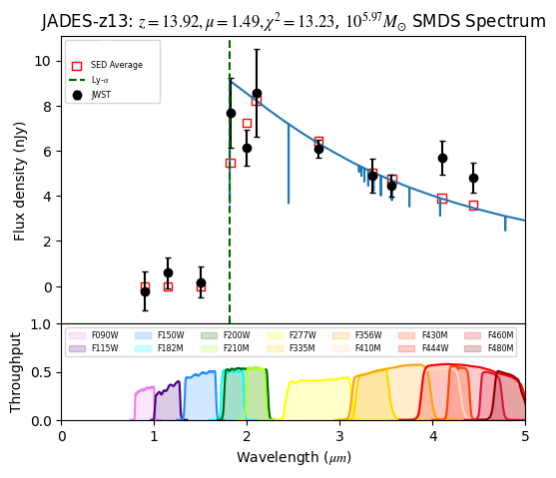 JADES-z13: z = 13.92, μ = 1.49, χ² = 13.23, 10^5.97 M⊙ SMDS Spectrum
SED Average
Ly-α
JWST
Flux density (nJy)
10
8
6
4
2
0
F090W F150W F200W F277W F356W F430M F460M
F115W F182M F210M F335M F410M F444W F480M
Throughput
1.0
0.5
0.0
0 1 2 3 4 5
Wavelength (μm)